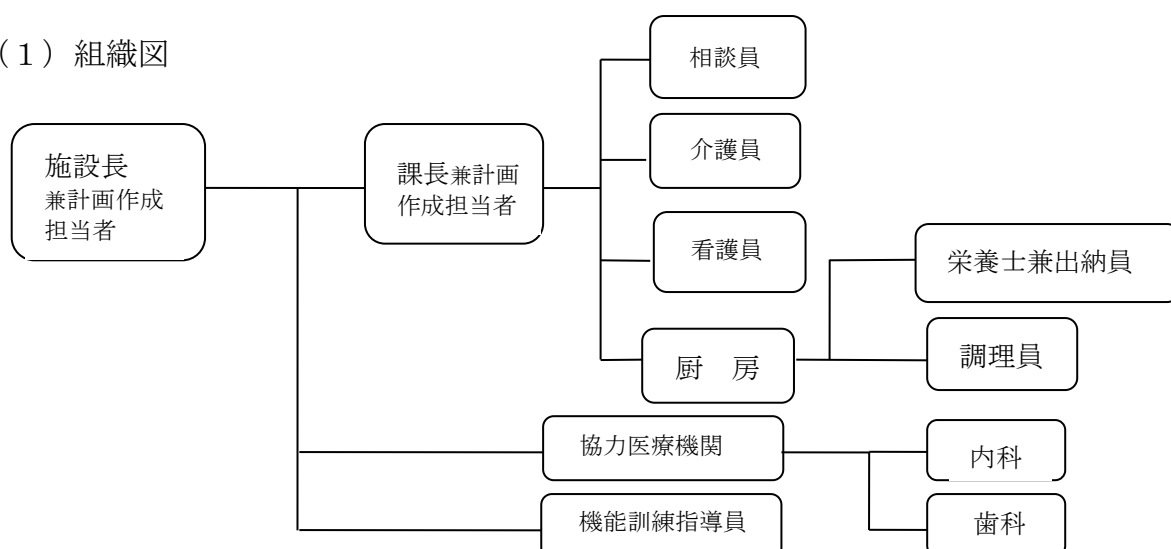 (１）組織図
相談員
介護員
施設長
兼計画作成
担当者
課長兼計画
作成担当者
看護員
栄養士兼出納員
厨　房
調理員
協力医療機関
内科
機能訓練指導員
歯科